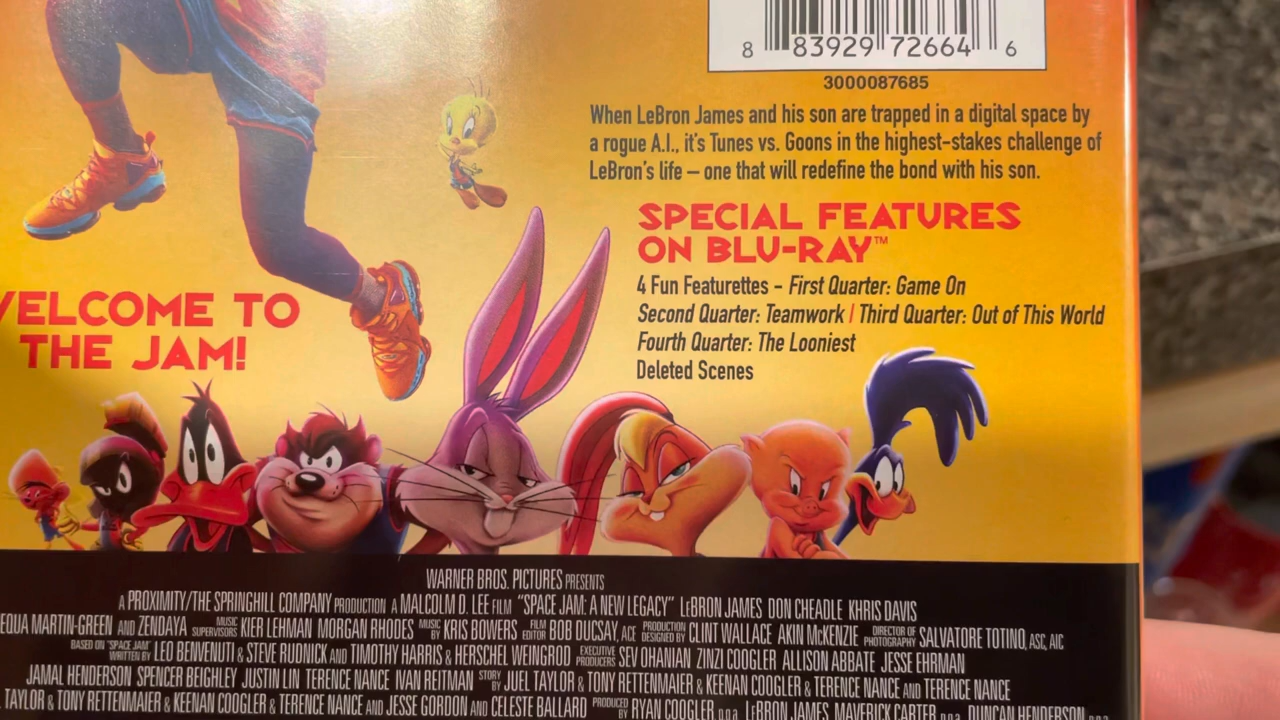 8 83929 72664 6
3000087685
When LeBron James and his son are trapped in a digital space by
a rogue A.I., it's Tunes vs. Goons in the highest-stakes challenge of
LeBron's life – one that will redefine the bond with his son.
SPECIAL FEATURES
ON BLU-RAY™
4 Fun Featurettes – First Quarter: Game On
Second Quarter: Teamwork | Third Quarter: Out of This World
Fourth Quarter: The Looniest
Deleted Scenes
WELCOME TO
THE JAM!
WARNER BROS. PICTURES PRESENTS
A PROXIMITY/THE SPRINGHILL COMPANY PRODUCTION A MALCOLM D. LEE FILM "SPACE JAM: A NEW LEGACY" LeBRON JAMES DON CHEADLE KHRIS DAVIS
EQUA MARTIN-GREEN AND ZENDAYA MUSIC SUPERVISORS KIER LEHMAN MORGAN RHODES MUSIC BY KRIS BOWERS FILM EDITOR BOB DUCSAY, ACE PRODUCTION DESIGNED BY CLINT WALLACE AKIN McKENZIE DIRECTOR OF PHOTOGRAPHY SALVATORE TOTINO, ASC, AIC
BASED ON "SPACE JAM" WRITTEN BY LEO BENVENUTI & STEVE RUDNICK AND TIMOTHY HARRIS & HERSCHEL WEINGROD EXECUTIVE PRODUCERS SEV OHANIAN ZINZI COOGLER ALLISON ABBATE JESSE EHRMAN
JAMAL HENDERSON SPENCER BEIGHLEY JUSTIN LIN TERENCE NANCE IVAN REITMAN STORY BY JUEL TAYLOR & TONY RETTENMAIER & KEENAN COOGLER & TERENCE NANCE AND TERENCE NANCE
TAYLOR & TONY RETTENMAIER & KEENAN COOGLER & TERENCE NANCE AND JESSE GORDON AND CELESTE BALLARD PRODUCED BY RYAN COOGLER p.g.a. LeBRON JAMES MAVERICK CARTER p.g.a. DUNCAN HENDERSON p.g.a.